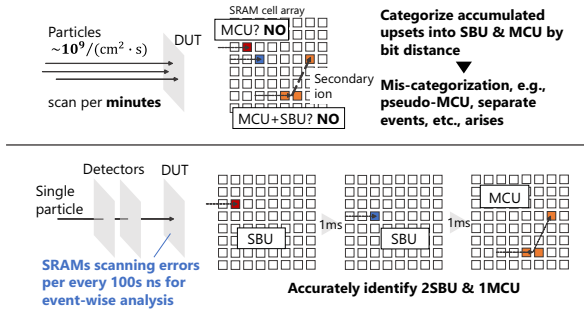 SRAM cell array
Particles
~10⁹/(cm² · s)
DUT
scan per minutes
MCU? NO
Secondary
ion
MCU+SBU? NO
Categorize accumulated
upsets into SBU & MCU by
bit distance
Mis-categorization, e.g.,
pseudo-MCU, separate
events, etc., arises
Detectors
DUT
Single
particle
SRAMs scanning errors
per every 100s ns for
event-wise analysis
SBU
1ms
SBU
1ms
MCU
Accurately identify 2SBU & 1MCU